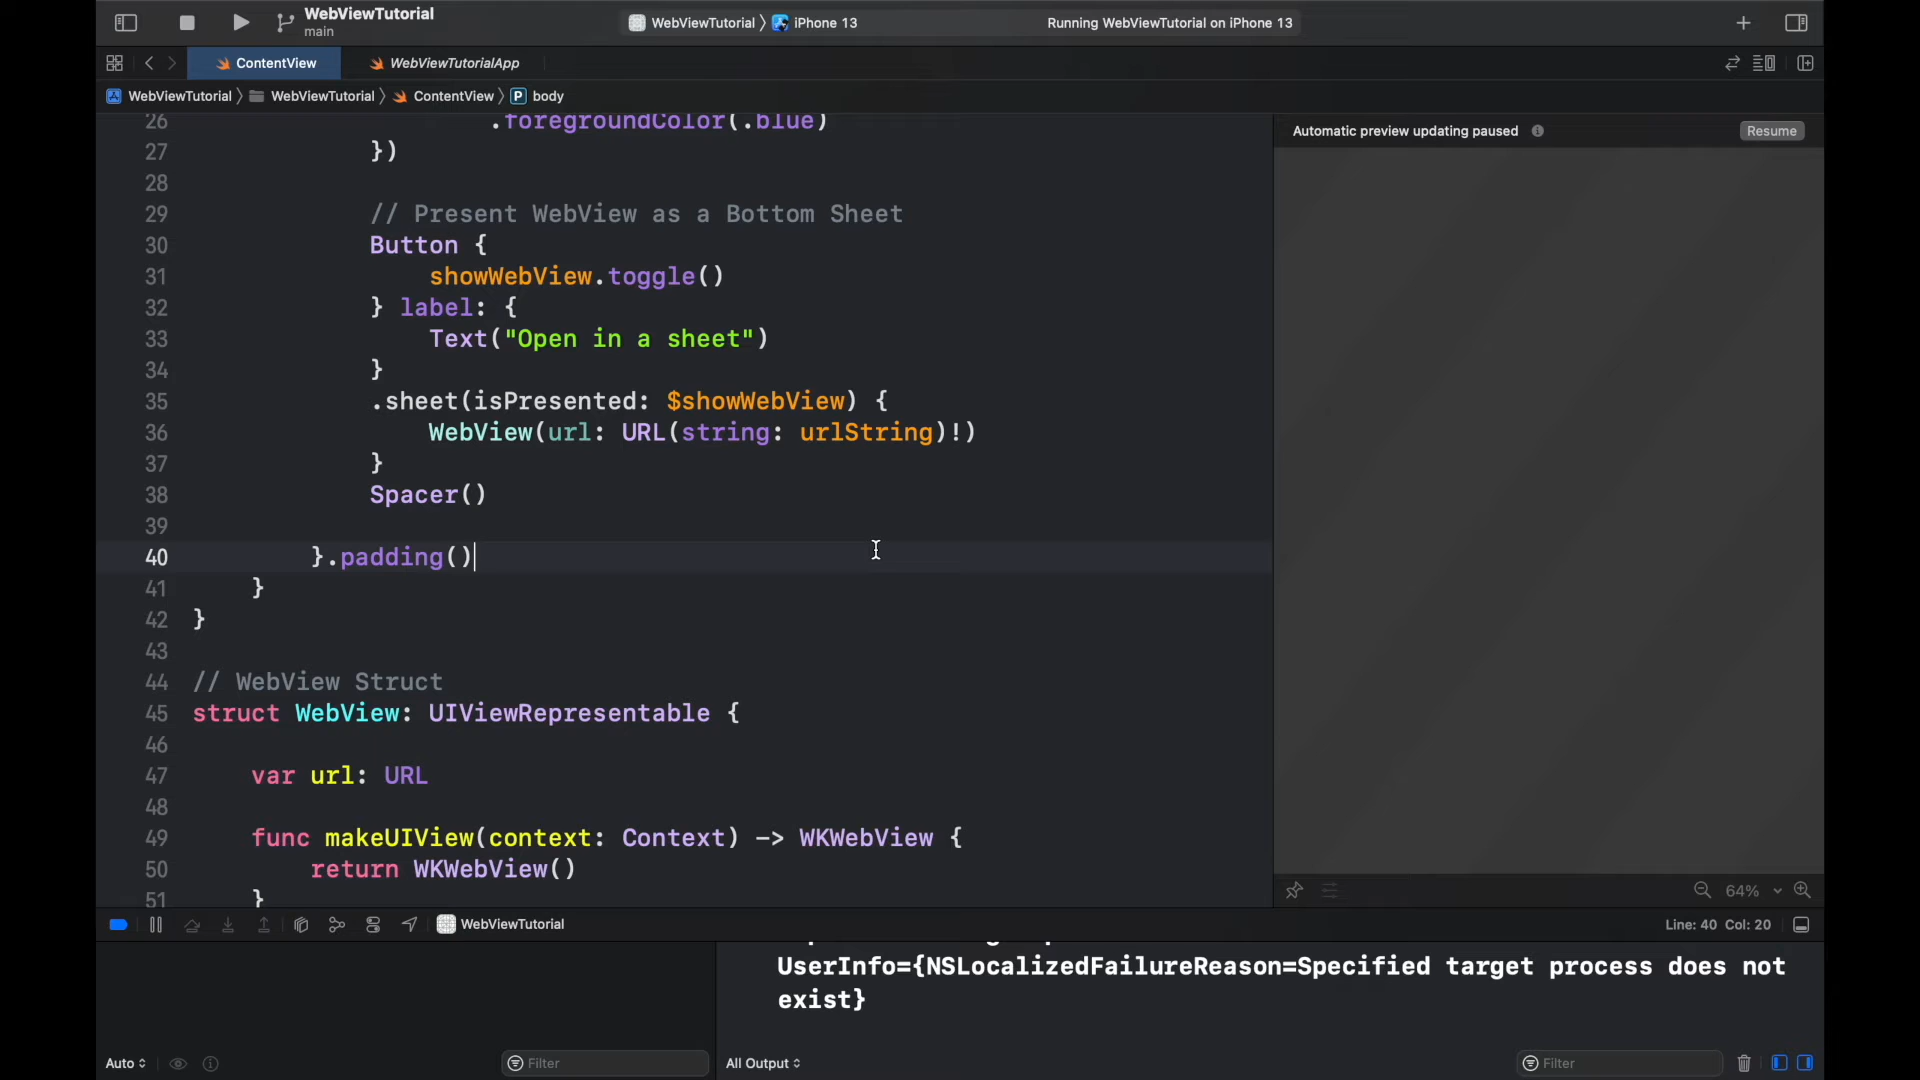 WebViewTutorial
main
WebViewTutorial 〉 iPhone 13
Running WebViewTutorial on iPhone 13
ContentView
WebViewTutorialApp
WebViewTutorial 〉 WebViewTutorial 〉 ContentView 〉 P body
26 .foregroundColor(.blue)
27 })
28
29 // Present WebView as a Bottom Sheet
30 Button {
31 showWebView.toggle()
32 } label: {
33 Text("Open in a sheet")
34 }
35 .sheet(isPresented: $showWebView) {
36 WebView(url: URL(string: urlString)!)
37 }
38 Spacer()
39
40 }.padding()
41 }
42 }
43
44 // WebView Struct
45 struct WebView: UIViewRepresentable {
46
47 var url: URL
48
49 func makeUIView(context: Context) -> WKWebView {
50 return WKWebView()
51 }
Automatic preview updating paused
Resume
64%
WebViewTutorial
Line: 40 Col: 20
UserInfo={NSLocalizedFailureReason=Specified target process does not
exist}
Auto
Filter
All Output
Filter